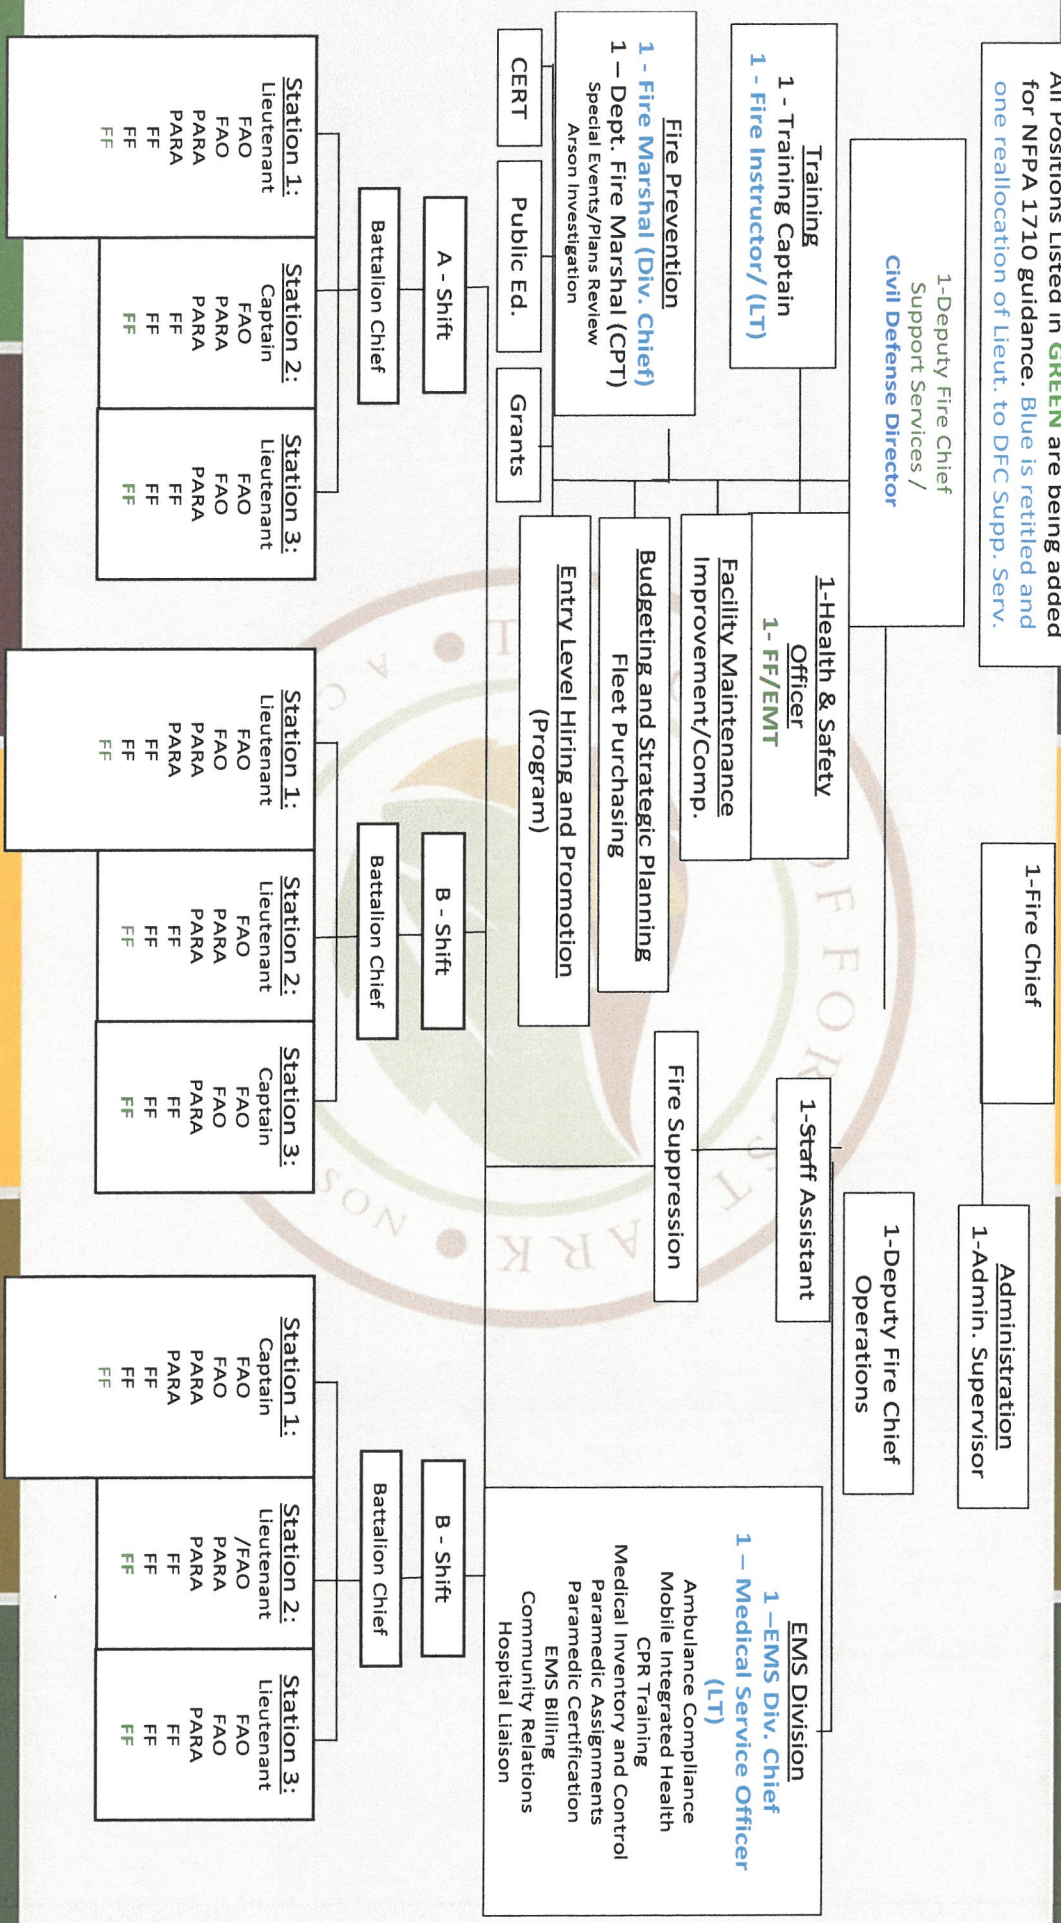 All Positions Listed in GREEN are being added
for NFPA 1710 guidance. Blue is retitled and
one reallocation of Lieut. to DFC Supp. Serv.
1-Fire Chief
Administration
1-Admin. Supervisor
1-Deputy Fire Chief
Support Services /
Civil Defense Director
1-Deputy Fire Chief
Operations
Training
1 - Training Captain
1 - Fire Instructor/ (LT)
1-Health & Safety
Officer
1- FF/EMT
Facility Maintenance
Improvement/Comp.
Budgeting and Strategic Planning
Fleet Purchasing
Entry Level Hiring and Promotion
(Program)
Fire Prevention
1 - Fire Marshal (Div. Chief)
1 – Dept. Fire Marshal (CPT)
Special Events/Plans Review
Arson Investigation
CERT
Public Ed.
Grants
1-Staff Assistant
Fire Suppression
EMS Division
1 –EMS Div. Chief
1 – Medical Service Officer
(LT)
Ambulance Compliance
Mobile Integrated Health
CPR Training
Medical Inventory and Control
Paramedic Assignments
Paramedic Certification
EMS Billing
Community Relations
Hospital Liaison
A - Shift
Battalion Chief
Station 1:
Lieutenant
FAO
FAO
PARA
PARA
FF
FF
FF
Station 2:
Captain
FAO
PARA
PARA
FF
FF
FF
Station 3:
Lieutenant
FAO
FAO
PARA
FF
FF
FF
B - Shift
Battalion Chief
Station 1:
Lieutenant
FAO
FAO
PARA
PARA
FF
FF
FF
Station 2:
Lieutenant
FAO
PARA
PARA
FF
FF
FF
Station 3:
Captain
FAO
FAO
PARA
FF
FF
FF
B - Shift
Battalion Chief
Station 1:
Captain
FAO
FAO
PARA
PARA
FF
FF
FF
Station 2:
Lieutenant
/FAO
PARA
PARA
FF
FF
FF
Station 3:
Lieutenant
FAO
FAO
PARA
FF
FF
FF